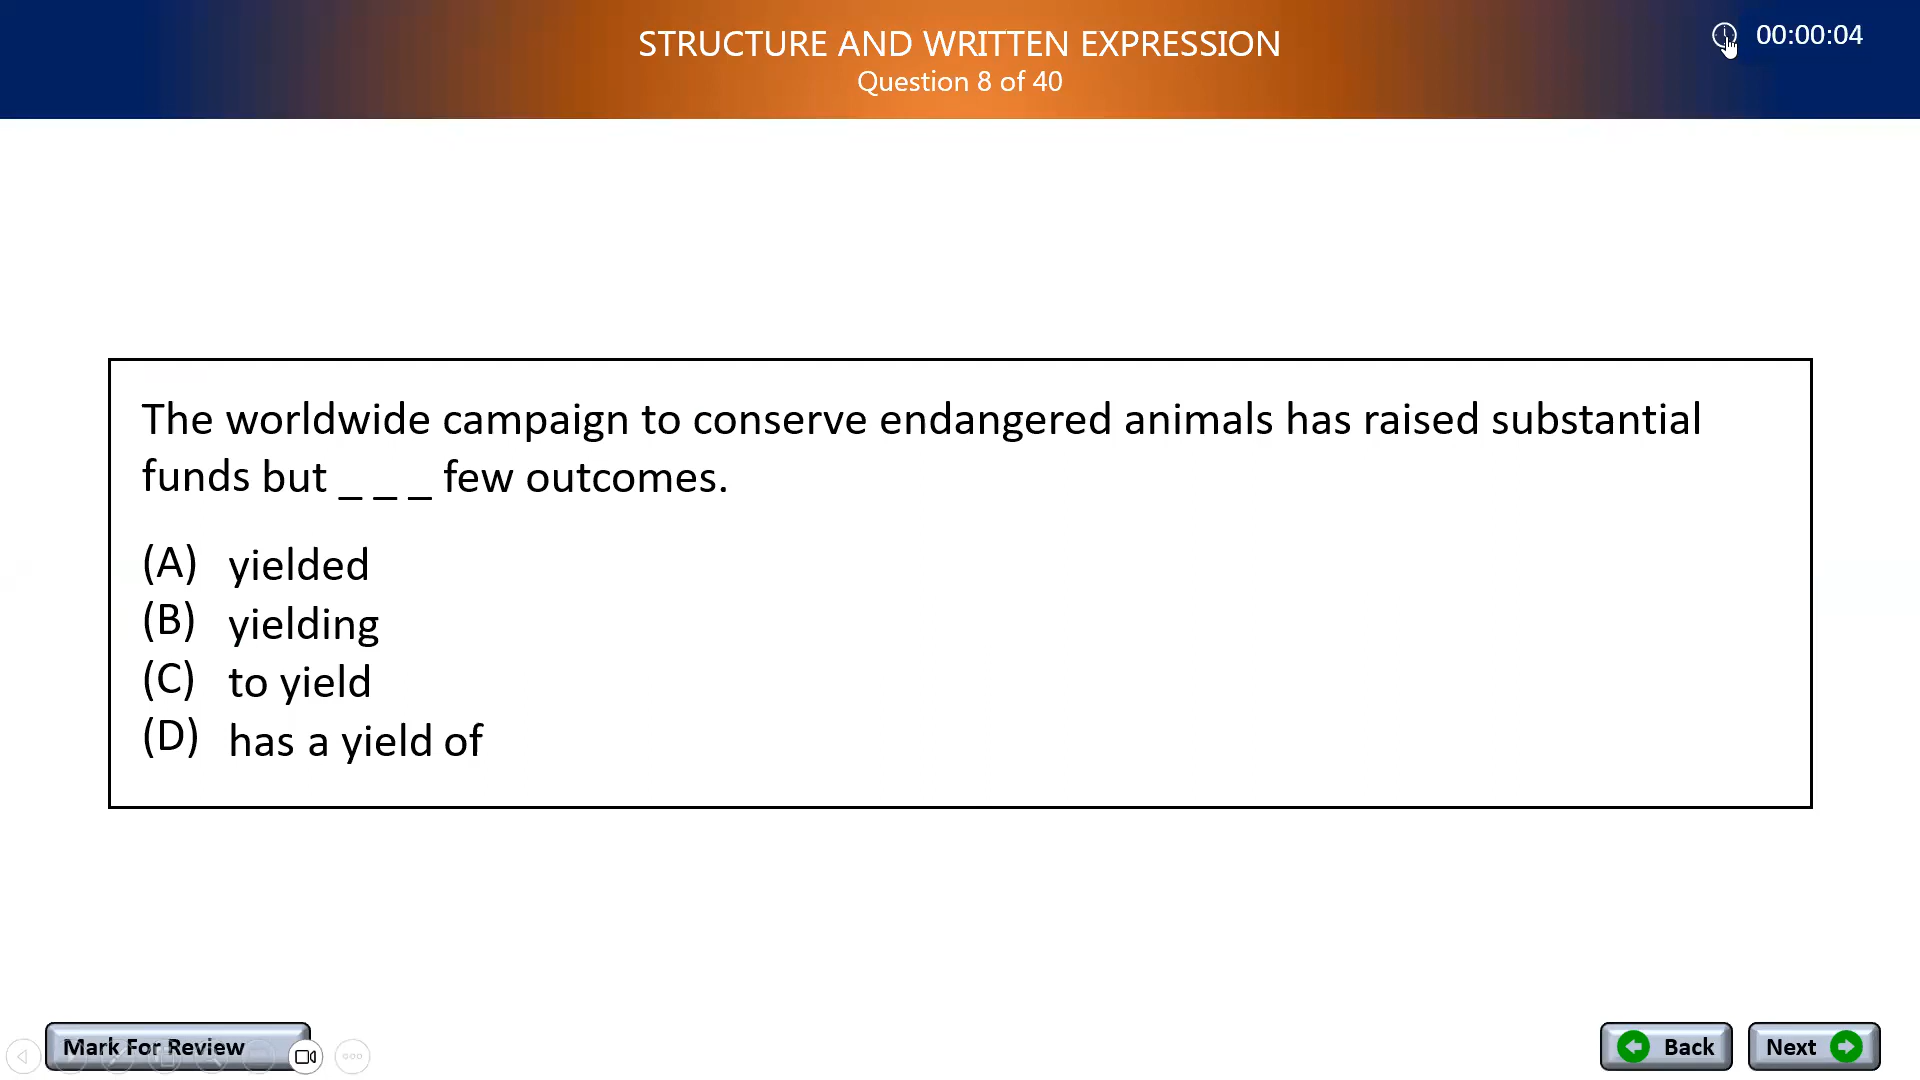 STRUCTURE AND WRITTEN EXPRESSION
Question 8 of 40
00:00:04
The worldwide campaign to conserve endangered animals has raised substantial
funds but _ _ _ few outcomes.
(A) yielded
(B) yielding
(C) to yield
(D) has a yield of
Mark For Review
Back
Next